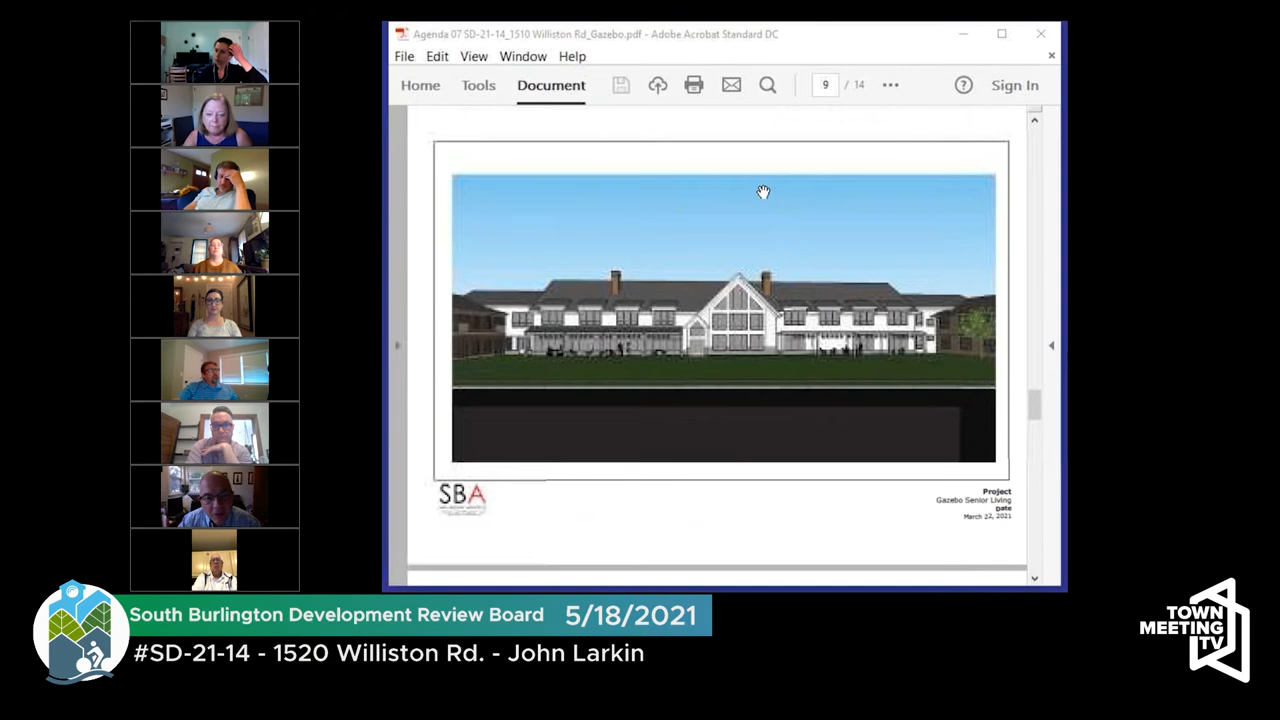 Agenda 07 SD-21-14_1510 Williston Rd_Gazebo.pdf - Adobe Acrobat Standard DC
File Edit View Window Help
Home Tools Document 9 / 14 Sign In
SBA
Project
Gazebo Senior Living
Date
March 22, 2021
South Burlington Development Review Board 5/18/2021
#SD-21-14 - 1520 Williston Rd. - John Larkin
TOWN
MEETING
TV